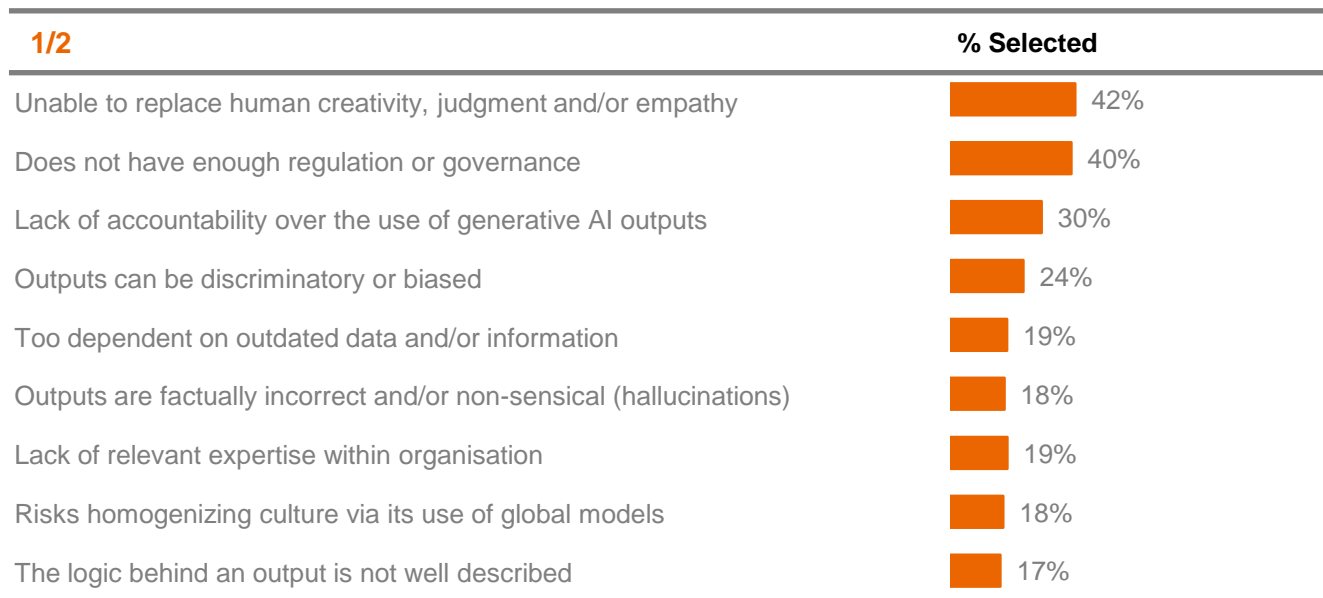 1/2 % Selected
Unable to replace human creativity, judgment and/or empathy 42%
Does not have enough regulation or governance 40%
Lack of accountability over the use of generative AI outputs 30%
Outputs can be discriminatory or biased 24%
Too dependent on outdated data and/or information 19%
Outputs are factually incorrect and/or non-sensical (hallucinations) 18%
Lack of relevant expertise within organisation 19%
Risks homogenizing culture via its use of global models 18%
The logic behind an output is not well described 17%